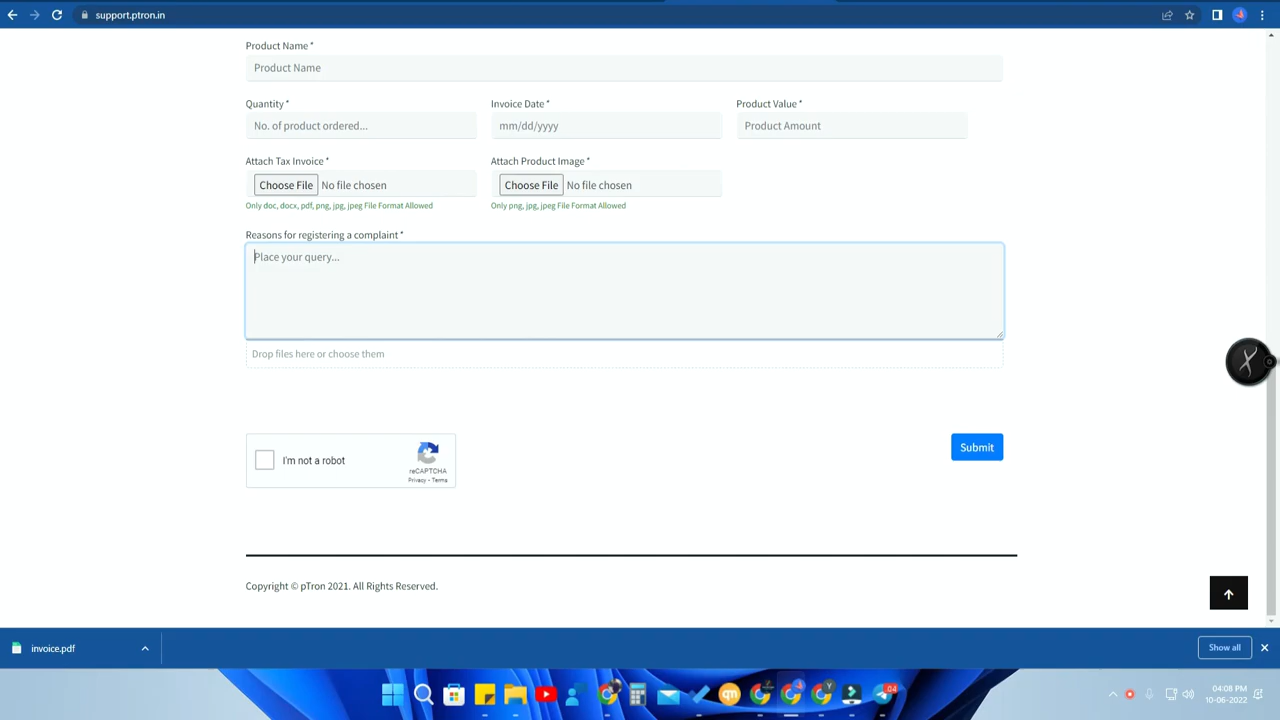 support.ptron.in
Product Name *
Product Name
Quantity * Invoice Date * Product Value *
No. of product ordered... mm/dd/yyyy Product Amount
Attach Tax Invoice * Attach Product Image *
Choose File No file chosen Choose File No file chosen
Only doc, docx, pdf, png, jpg, jpeg File Format Allowed Only png, jpg, jpeg File Format Allowed
Reasons for registering a complaint *
Place your query...
Drop files here or choose them
I'm not a robot
reCAPTCHA
Privacy - Terms
Submit
Copyright © pTron 2021. All Rights Reserved.
invoice.pdf Show all
qm Y 04
04:08 PM
10-06-2022